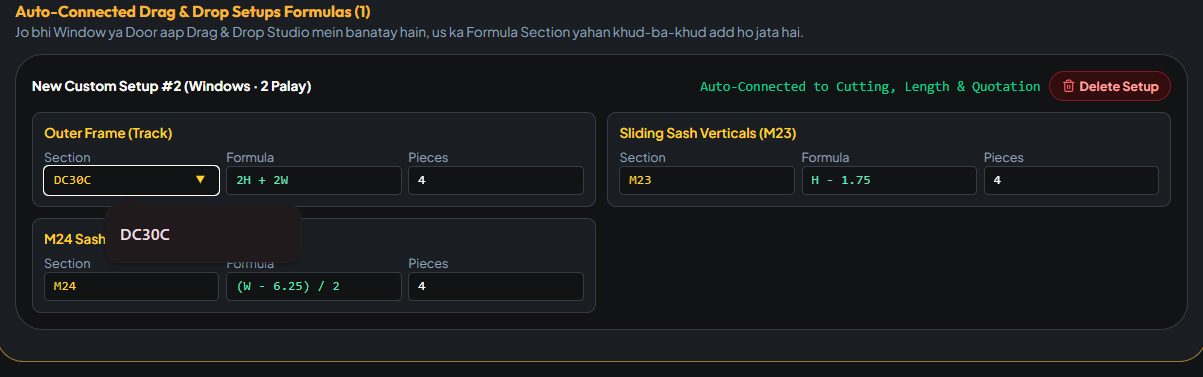 Auto-Connected Drag & Drop Setups Formulas (1)
Jo bhi Window ya Door aap Drag & Drop Studio mein banatay hain, us ka Formula Section yahan khud-ba-khud add ho jata hai.
New Custom Setup #2 (Windows · 2 Palay)
Auto-Connected to Cutting, Length & Quotation
Delete Setup
Outer Frame (Track)
Section Formula Pieces
DC30C 2H + 2W 4
Sliding Sash Verticals (M23)
Section Formula Pieces
M23 H - 1.75 4
DC30C
M24 Sash
Section Formula Pieces
M24 (W - 6.25) / 2 4